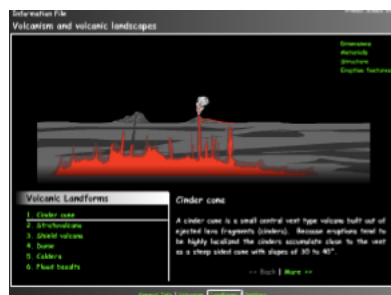 Information File
Volcanism and volcanic landscapes
Dimensions
Materials
Structure
Eruption features
Volcanic Landforms
1. Cinder cone
2. Stratovolcano
3. Shield volcano
4. Dome
5. Caldera
6. Flood basalts
Cinder cone
A cinder cone is a small central vent type volcano built out of
ejected lava fragments (cinders). Because eruptions tend to
be highly localized the cinders accumulate close to the vent
as a steep sided cone with slopes of 30 to 40°.
<< Back | More >>